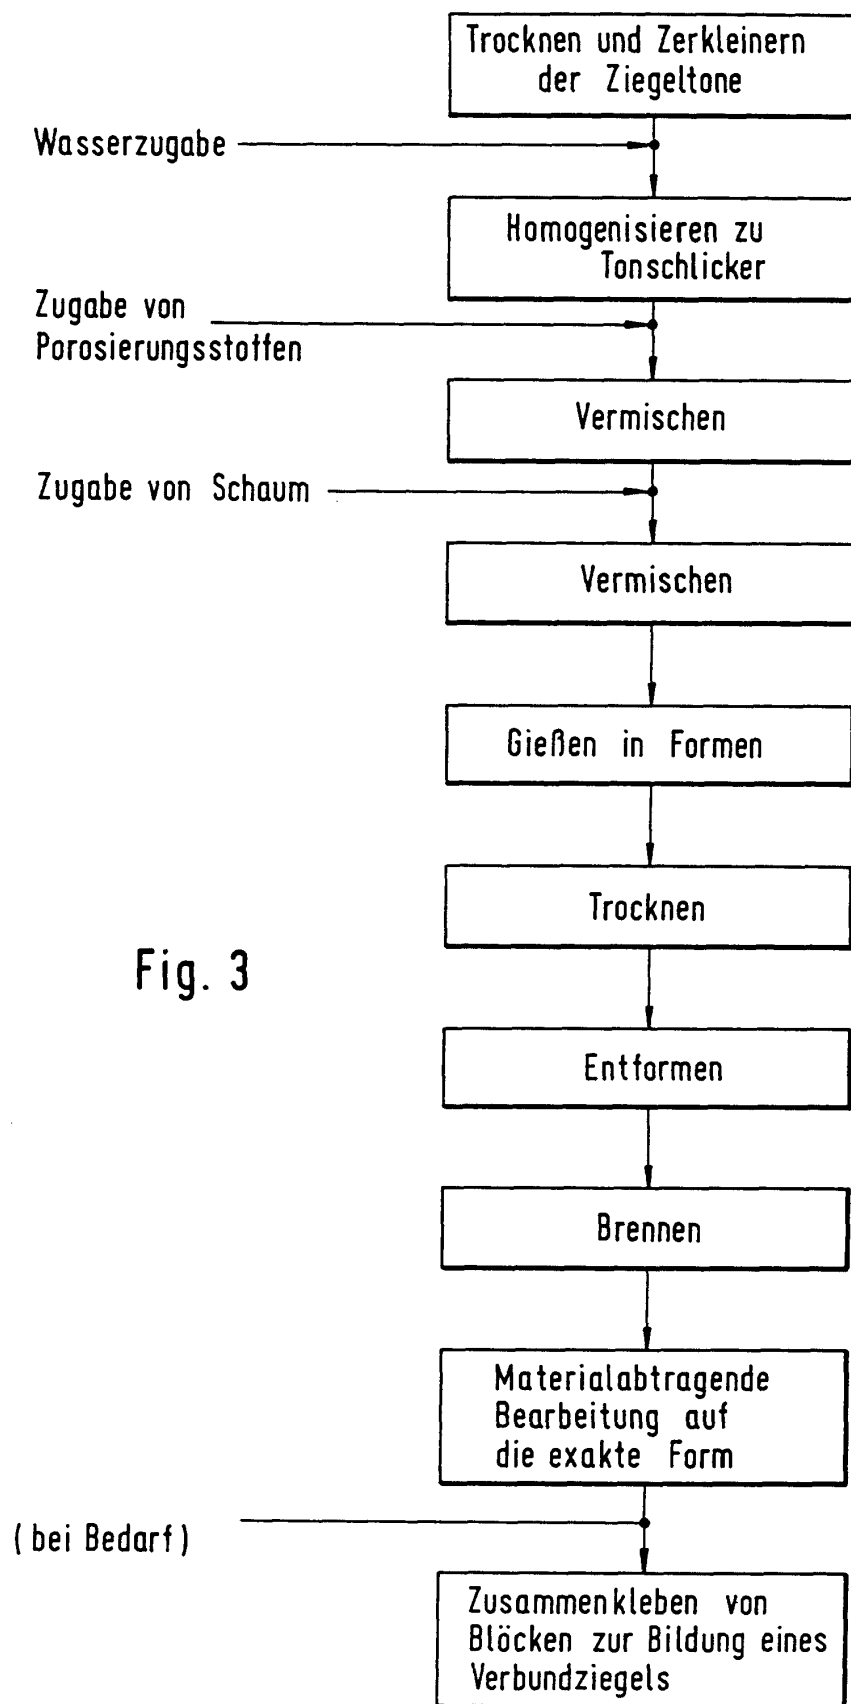 Trocknen und Zerkleinern
der Ziegeltone
Wasserzugabe
Homogenisieren zu
Tonschlicker
Zugabe von
Porosierungsstoffen
Vermischen
Zugabe von Schaum
Vermischen
Gießen in Formen
Trocknen
Fig. 3
Entformen
Brennen
Materialabtragende
Bearbeitung auf
die exakte Form
(bei Bedarf)
Zusammenkleben von
Blöcken zur Bildung eines
Verbundziegels